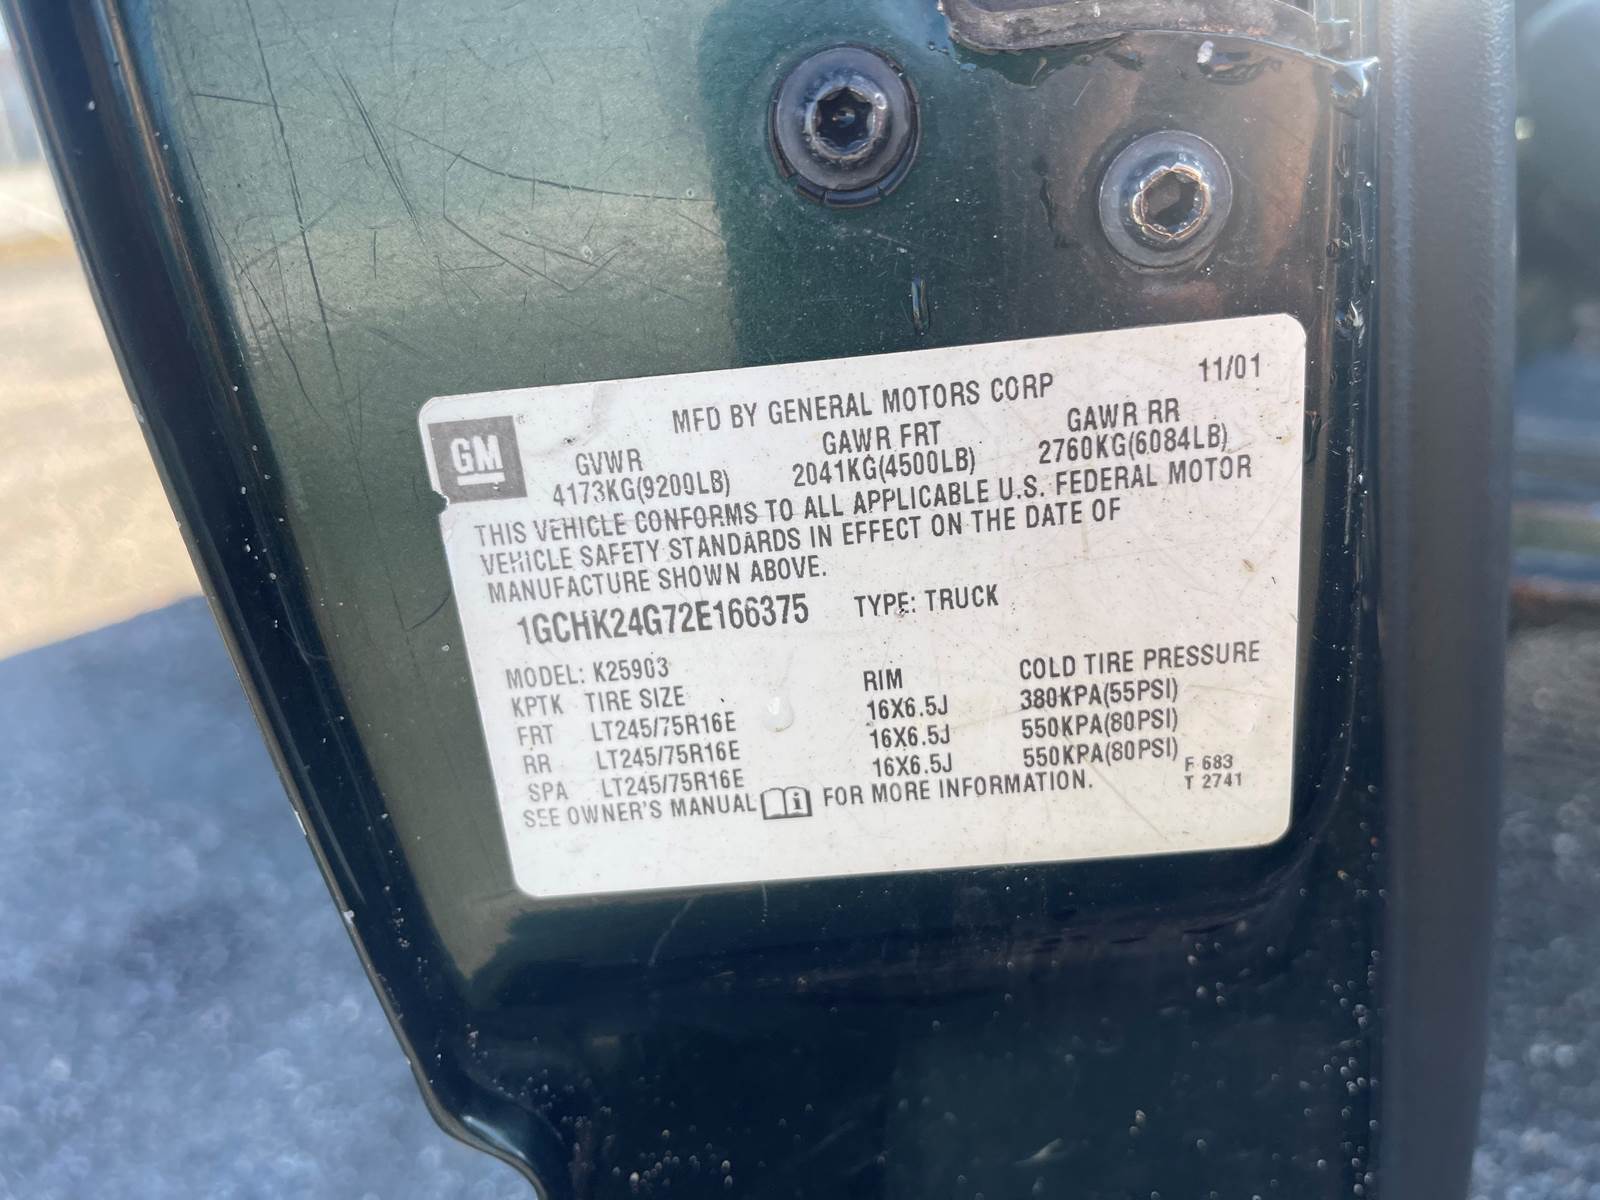 GM
MFD BY GENERAL MOTORS CORP 11/01
GVWR GAWR FRT GAWR RR
4173KG(9200LB) 2041KG(4500LB) 2760KG(6084LB)
THIS VEHICLE CONFORMS TO ALL APPLICABLE U.S. FEDERAL MOTOR
VEHICLE SAFETY STANDARDS IN EFFECT ON THE DATE OF
MANUFACTURE SHOWN ABOVE.
1GCHK24G72E166375 TYPE: TRUCK
MODEL: K25903
KPTK TIRE SIZE RIM COLD TIRE PRESSURE
FRT LT245/75R16E 16X6.5J 380KPA(55PSI)
RR LT245/75R16E 16X6.5J 550KPA(80PSI)
SPA LT245/75R16E 16X6.5J 550KPA(80PSI)
SEE OWNER'S MANUAL i FOR MORE INFORMATION.
F 683
T 2741